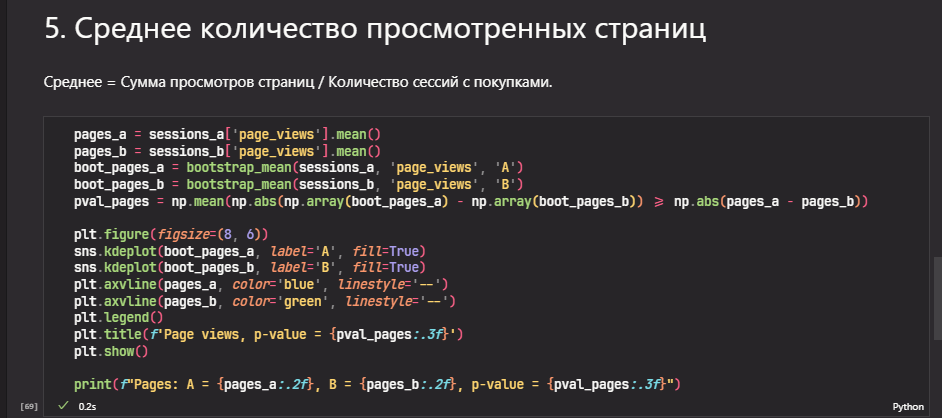 5. Среднее количество просмотренных страниц
Среднее = Сумма просмотров страниц / Количество сессий с покупками.
pages_a = sessions_a['page_views'].mean()
pages_b = sessions_b['page_views'].mean()
boot_pages_a = bootstrap_mean(sessions_a, 'page_views', 'A')
boot_pages_b = bootstrap_mean(sessions_b, 'page_views', 'B')
pval_pages = np.mean(np.abs(np.array(boot_pages_a) - np.array(boot_pages_b)) >= np.abs(pages_a - pages_b))
plt.figure(figsize=(8, 6))
sns.kdeplot(boot_pages_a, label='A', fill=True)
sns.kdeplot(boot_pages_b, label='B', fill=True)
plt.axvline(pages_a, color='blue', linestyle='--')
plt.axvline(pages_b, color='green', linestyle='--')
plt.legend()
plt.title(f'Page views, p-value = {pval_pages:.3f}')
plt.show()
print(f"Pages: A = {pages_a:.2f}, B = {pages_b:.2f}, p-value = {pval_pages:.3f}")
[69] 0.2s Python